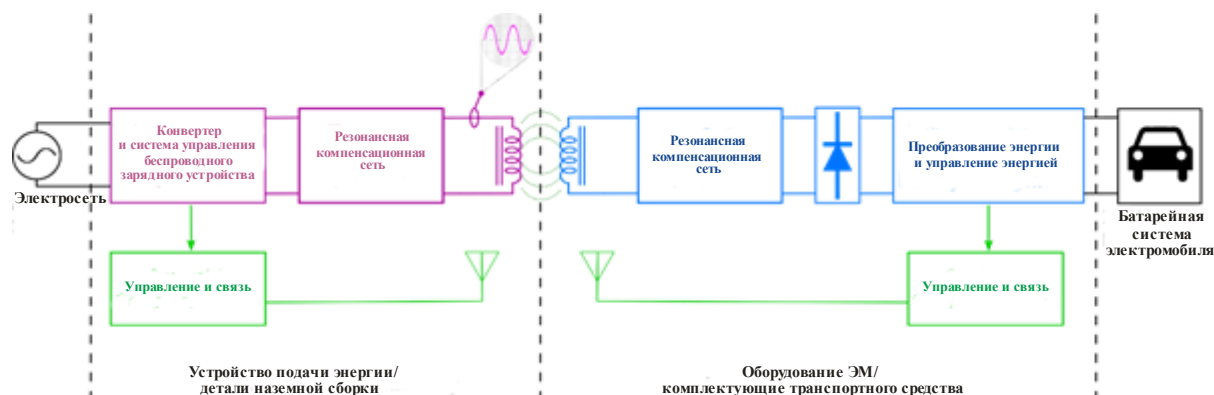 Электросеть
Конвертер
и система управления
беспроводного
зарядного устройства
Резонансная
компенсационная
сеть
Резонансная
компенсационная
сеть
Преобразование энергии
и управление энергией
Батарейная
система
электромобиля
Управление и связь
Управление и связь
Устройство подачи энергии/
детали наземной сборки
Оборудование ЭМ/
комплектующие транспортного средства